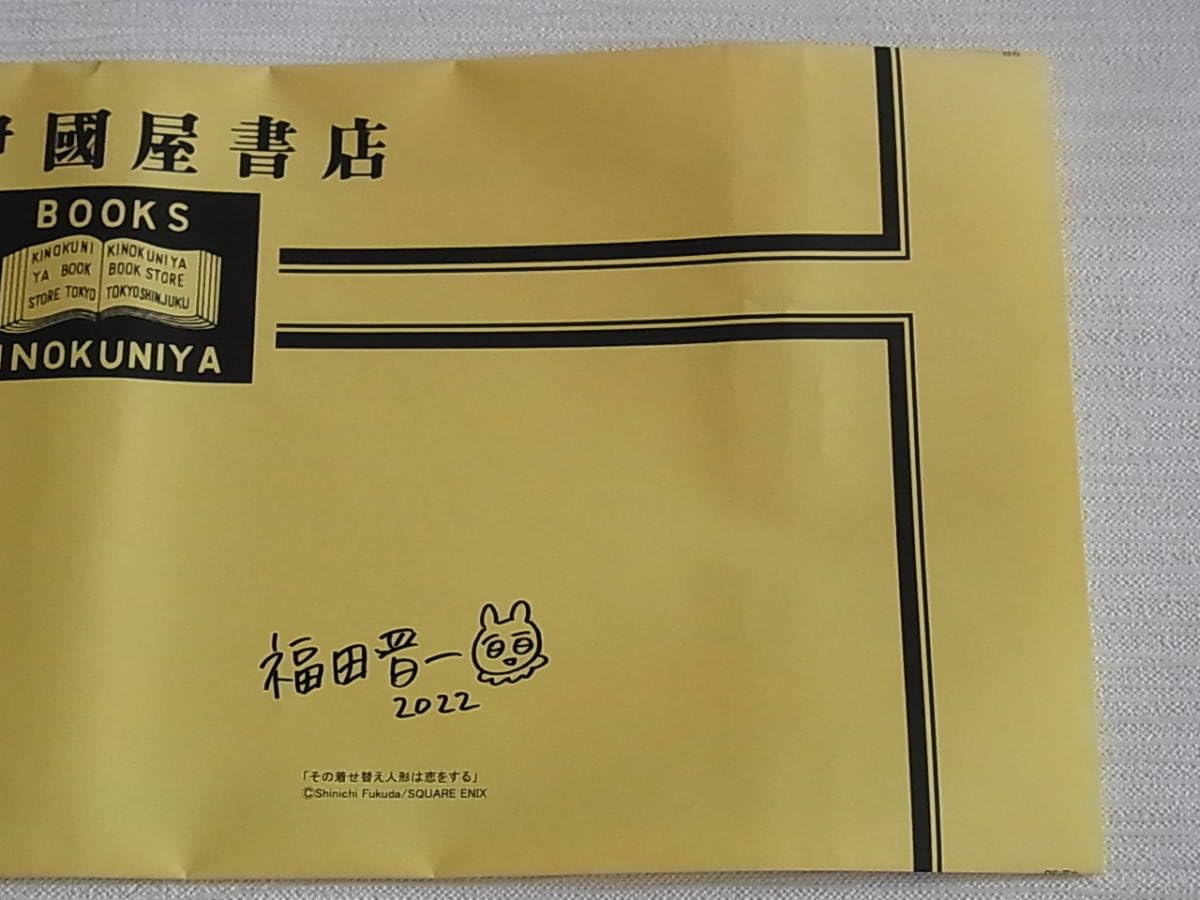 國屋書店
BOOKS
KINOKUNI
YA BOOK
STORE TOKYO
KINOKUNIYA
BOOK STORE
TOKYO SHINJUKU
INOKUNIYA
福田晋一
2022
「その着せ替え人形は恋をする」
©Shinichi Fukuda/SQUARE ENIX